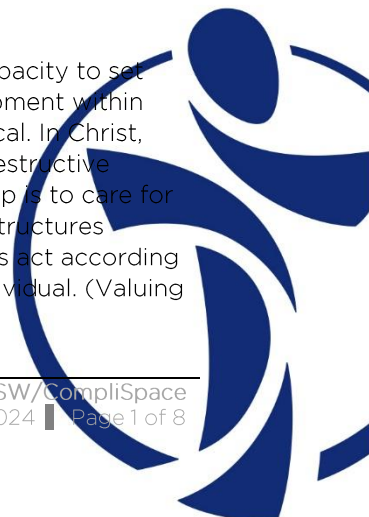 pacity to set
pment within
cal. In Christ,
estructive
p is to care for
tructures
s act according
vidual. (Valuing
SW/CompliSpace
024 Page 1 of 8